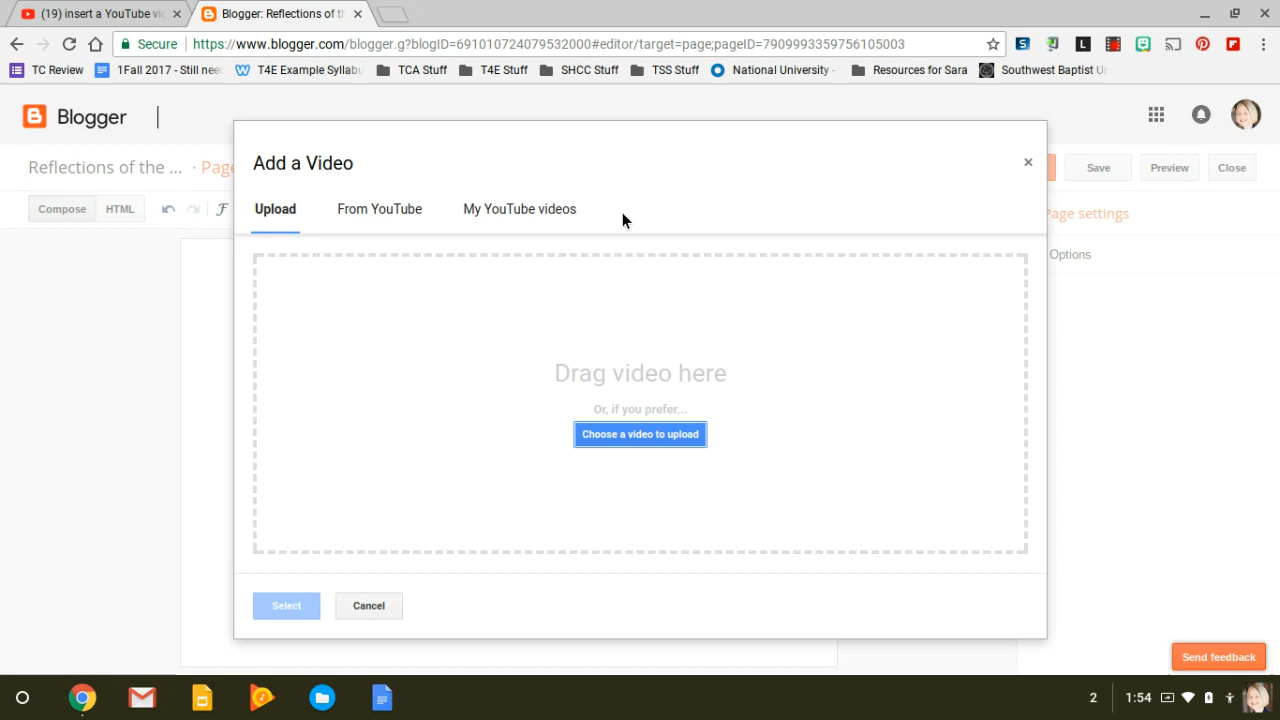 (19) insert a YouTube vi
Blogger: Reflections of th
Secure
https://www.blogger.com/blogger.g?blogID=691010724079532000#editor/target=page;pageID=7909993359756105003
S
L
TC Review
1Fall 2017 - Still nee
T4E Example Syllabu
TCA Stuff
T4E Stuff
SHCC Stuff
TSS Stuff
National University -
Resources for Sara
Southwest Baptist U
Blogger
Reflections of the ... · Page
Save
Preview
Close
Compose
HTML
Page settings
Options
Add a Video
Upload
From YouTube
My YouTube videos
Drag video here
Or, if you prefer...
Choose a video to upload
Select
Cancel
Send feedback
2
1:54